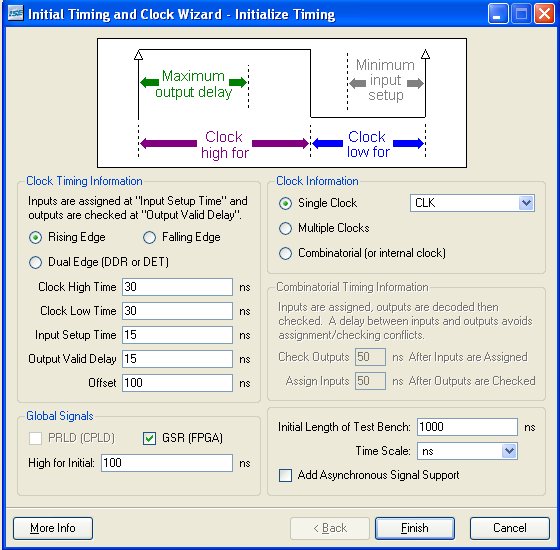 ISE Initial Timing and Clock Wizard - Initialize Timing
Maximum
output delay
Minimum
input
setup
Clock
high for
Clock
low for
Clock Timing Information
Inputs are assigned at "Input Setup Time" and
outputs are checked at "Output Valid Delay".
Rising Edge
Falling Edge
Dual Edge (DDR or DET)
Clock High Time 30 ns
Clock Low Time 30 ns
Input Setup Time 15 ns
Output Valid Delay 15 ns
Offset 100 ns
Global Signals
PRLD (CPLD)
GSR (FPGA)
High for Initial: 100 ns
Clock Information
Single Clock CLK
Multiple Clocks
Combinatorial (or internal clock)
Combinatorial Timing Information
Inputs are assigned, outputs are decoded then
checked. A delay between inputs and outputs avoids
assignment/checking conflicts.
Check Outputs 50 ns After Inputs are Assigned
Assign Inputs 50 ns After Outputs are Checked
Initial Length of Test Bench: 1000 ns
Time Scale: ns
Add Asynchronous Signal Support
More Info
< Back
Finish
Cancel